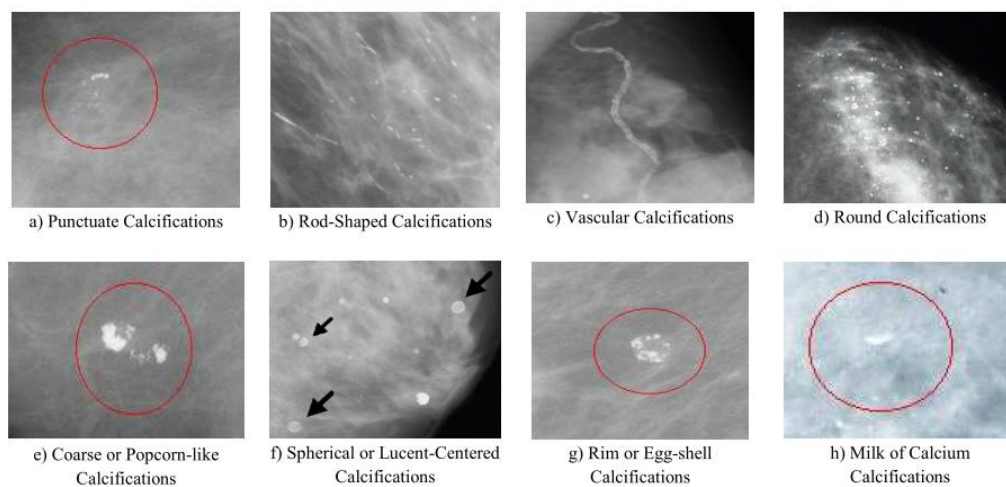 a) Punctuate Calcifications
b) Rod-Shaped Calcifications
c) Vascular Calcifications
d) Round Calcifications
e) Coarse or Popcorn-like
Calcifications
f) Spherical or Lucent-Centered
Calcifications
g) Rim or Egg-shell
Calcifications
h) Milk of Calcium
Calcifications